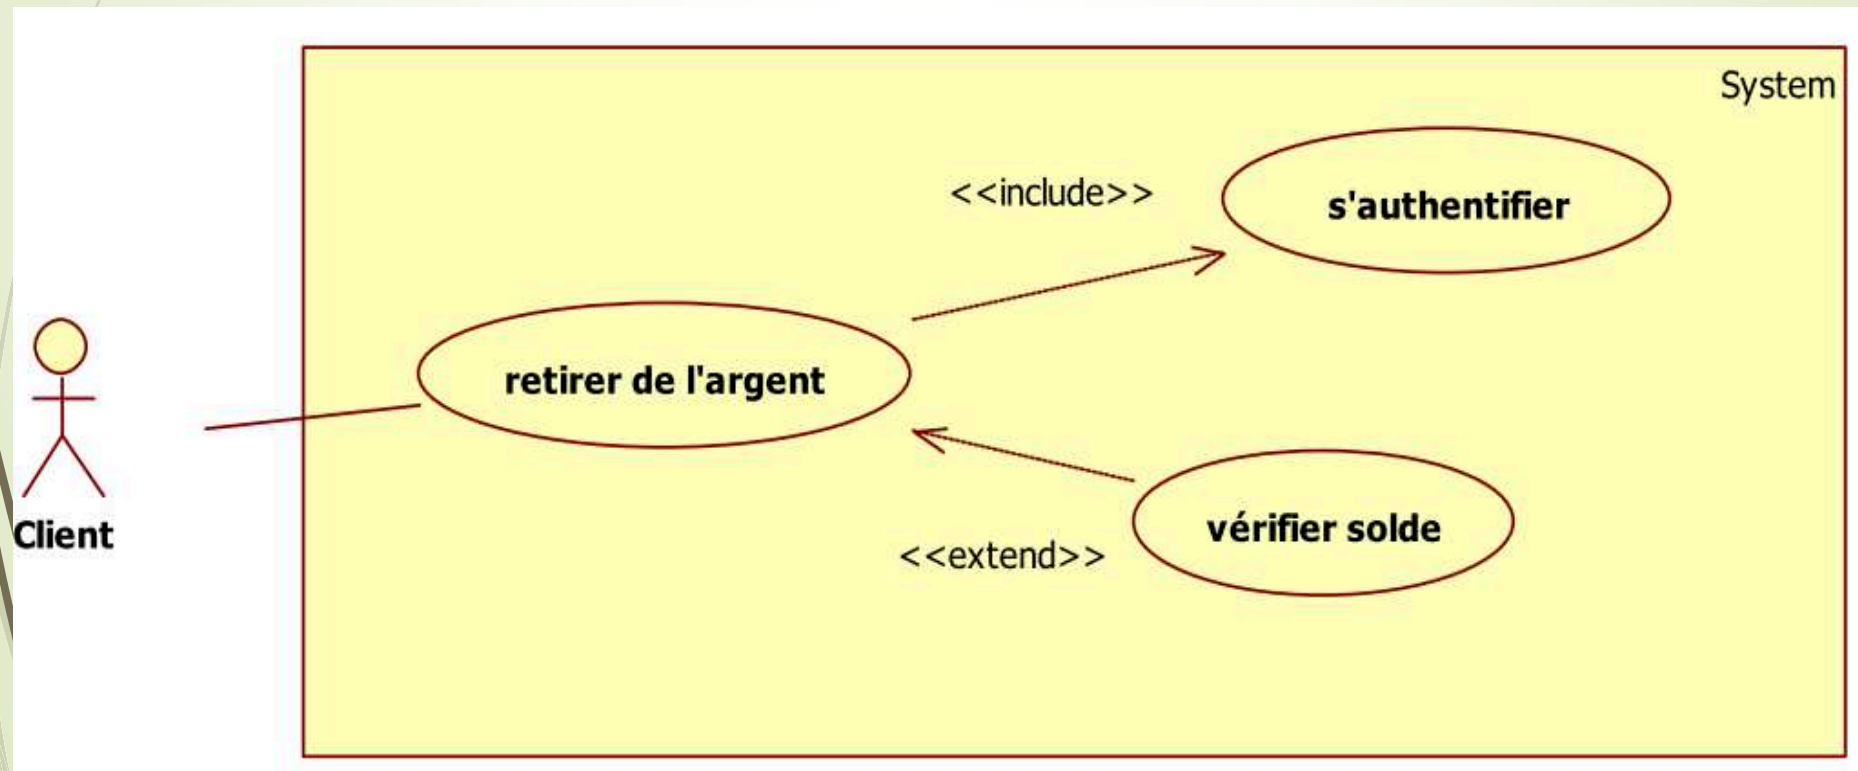 System
<<include>>
s'authentifier
retirer de l'argent
vérifier solde
<<extend>>
Client